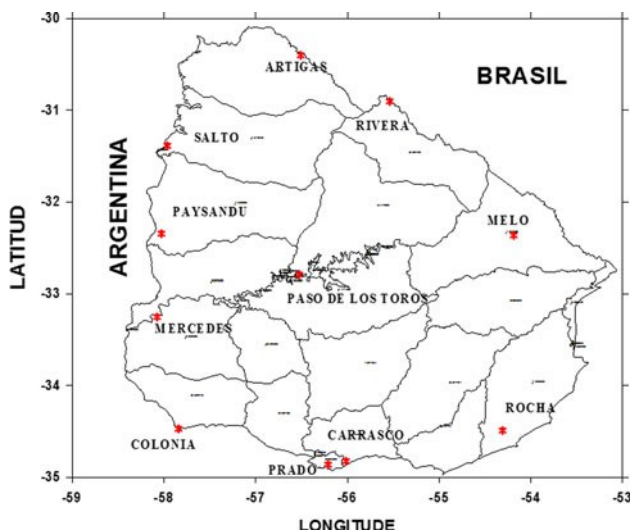 -30
ARTIGAS
BRASIL
-31
RIVERA
SALTO
ARGENTINA
-32
PAYSANDU
MELO
LATITUD
-33
PASO DE LOS TOROS
MERCEDES
-34
ROCHA
COLONIA
CARRASCO
PRADO
-35
-59 -58 -57 -56 -55 -54 -53
LONGITUDE